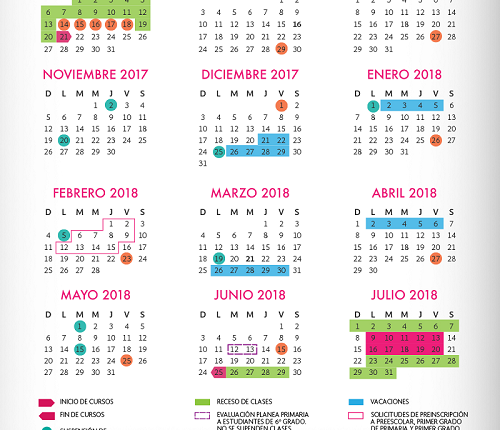 1 2 3 4 5
6 7 8 9 10 11 12
13 14 15 16 17 18 19
20 21 22 23 24 25 26
27 28 29 30 31
1 2
3 4 5 6 7 8 9
10 11 12 13 14 15 16
17 18 19 20 21 22 23
24 25 26 27 28 29 30
1 2 3 4 5 6 7
8 9 10 11 12 13 14
15 16 17 18 19 20 21
22 23 24 25 26 27 28
29 30 31
NOVIEMBRE 2017
D L M M J V S
1 2 3 4
5 6 7 8 9 10 11
12 13 14 15 16 17 18
19 20 21 22 23 24 25
26 27 28 29 30
DICIEMBRE 2017
D L M M J V S
1 2
3 4 5 6 7 8 9
10 11 12 13 14 15 16
17 18 19 20 21 22 23
24 25 26 27 28 29 30
31
ENERO 2018
D L M M J V S
1 2 3 4 5 6
7 8 9 10 11 12 13
14 15 16 17 18 19 20
21 22 23 24 25 26 27
28 29 30 31
FEBRERO 2018
D L M M J V S
1 2 3
4 5 6 7 8 9 10
11 12 13 14 15 16 17
18 19 20 21 22 23 24
25 26 27 28
MARZO 2018
D L M M J V S
1 2 3
4 5 6 7 8 9 10
11 12 13 14 15 16 17
18 19 20 21 22 23 24
25 26 27 28 29 30 31
ABRIL 2018
D L M M J V S
1 2 3 4 5 6 7
8 9 10 11 12 13 14
15 16 17 18 19 20 21
22 23 24 25 26 27 28
29 30
MAYO 2018
D L M M J V S
1 2 3 4 5
6 7 8 9 10 11 12
13 14 15 16 17 18 19
20 21 22 23 24 25 26
27 28 29 30 31
JUNIO 2018
D L M M J V S
1 2
3 4 5 6 7 8 9
10 11 12 13 14 15 16
17 18 19 20 21 22 23
24 25 26 27 28 29 30
JULIO 2018
D L M M J V S
1 2 3 4 5 6 7
8 9 10 11 12 13 14
15 16 17 18 19 20 21
22 23 24 25 26 27 28
29 30 31
INICIO DE CURSOS
FIN DE CURSOS
SUSPENSIÓN DE
RECESO DE CLASES
EVALUACIÓN PLANEA PRIMARIA
A ESTUDIANTES DE 6º GRADO.
NO SE SUPENDEN CLASES
VACACIONES
SOLICITUDES DE PREINSCRIPCIÓN
A PREESCOLAR, PRIMER GRADO
DE PRIMARIA Y PRIMER GRADO